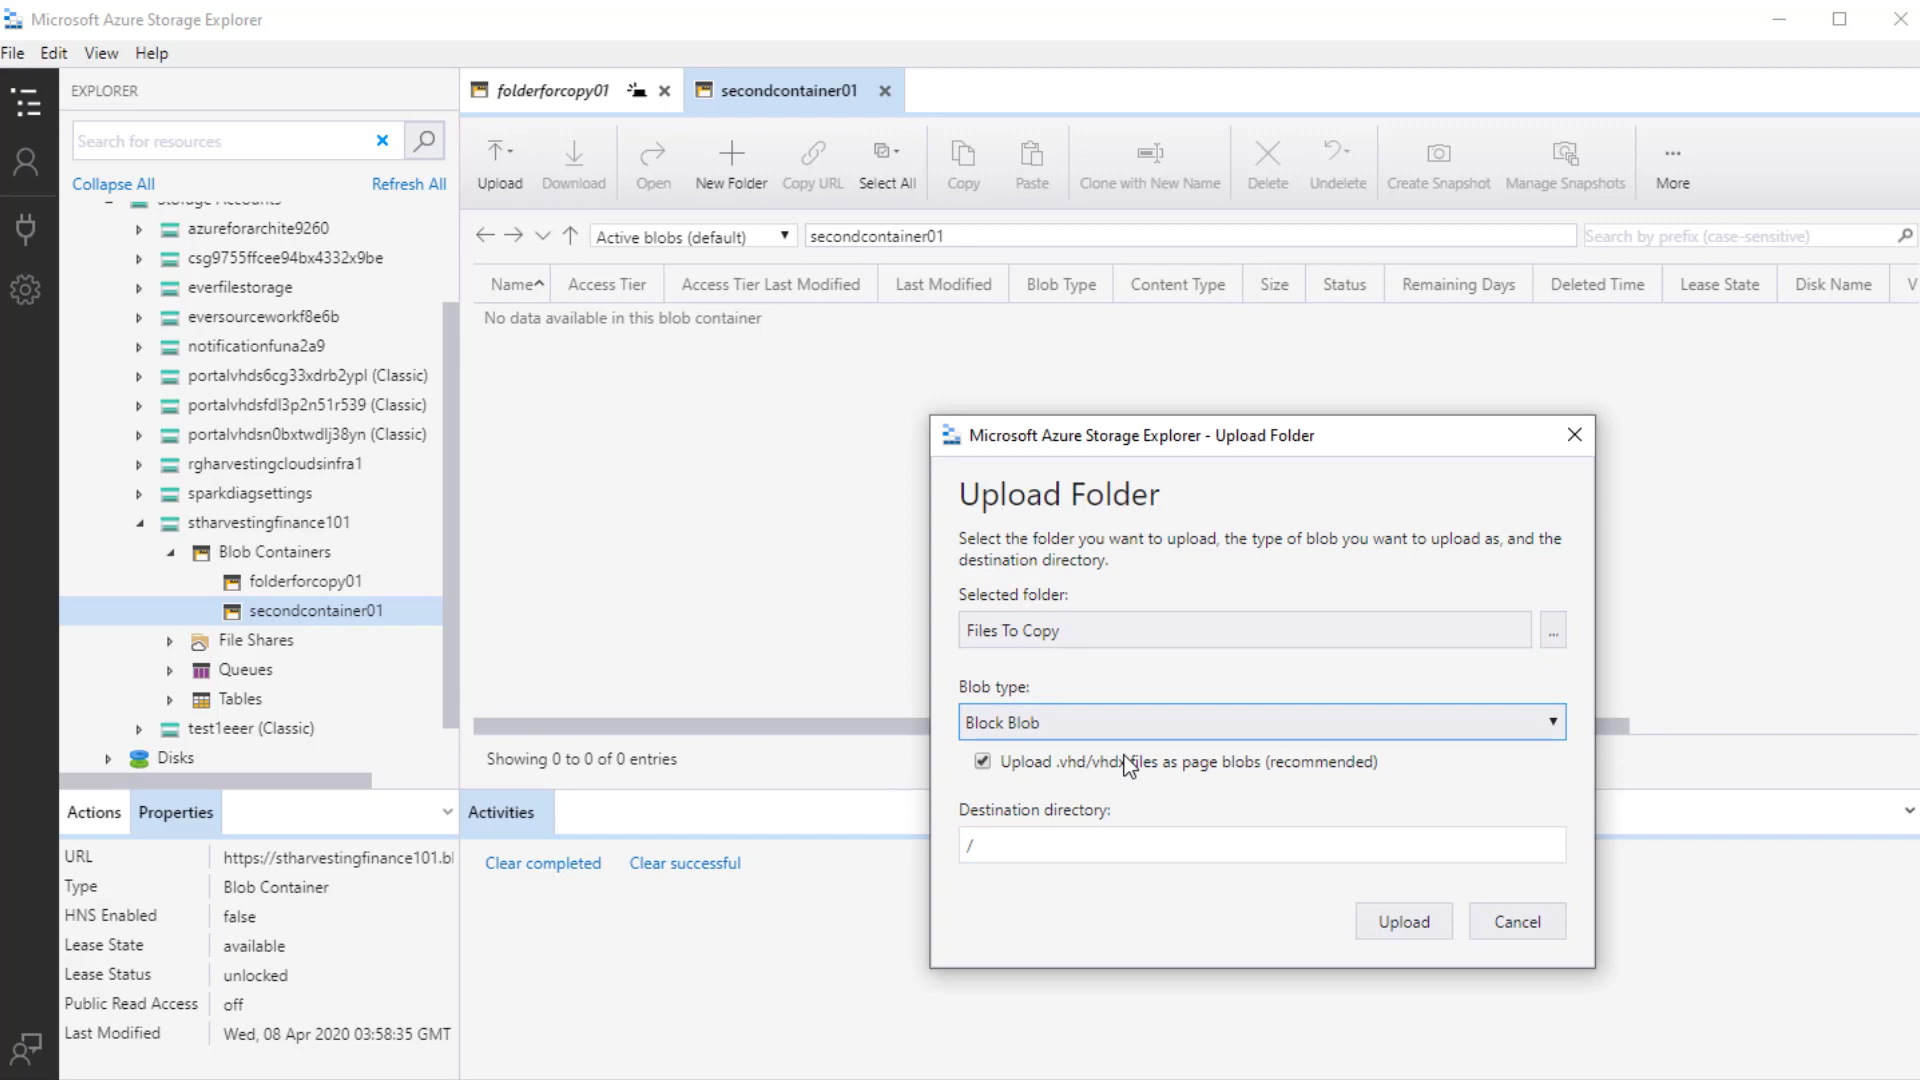 Microsoft Azure Storage Explorer
File Edit View Help
EXPLORER
Search for resources
Collapse All Refresh All
Storage Accounts
azureforarchite9260
csg9755ffcee94bx4332x9be
everfilestorage
eversourceworkf8e6b
notificationfuna2a9
portalvhds6cg33xdrb2ypl (Classic)
portalvhdsfdl3p2n51r539 (Classic)
portalvhdsn0bxtwdlj38yn (Classic)
rgharvestingcloudsinfra1
sparkdiagsettings
stharvestingfinance101
Blob Containers
folderforcopy01
secondcontainer01
File Shares
Queues
Tables
test1eeer (Classic)
Disks
Actions Properties
URL https://stharvestingfinance101.bl
Type Blob Container
HNS Enabled false
Lease State available
Lease Status unlocked
Public Read Access off
Last Modified Wed, 08 Apr 2020 03:58:35 GMT
folderforcopy01 secondcontainer01
Upload Download Open New Folder Copy URL Select All Copy Paste Clone with New Name Delete Undelete Create Snapshot Manage Snapshots More
Active blobs (default) secondcontainer01 Search by prefix (case-sensitive)
Name Access Tier Access Tier Last Modified Last Modified Blob Type Content Type Size Status Remaining Days Deleted Time Lease State Disk Name V
No data available in this blob container
Showing 0 to 0 of 0 entries
Activities
Clear completed Clear successful
Microsoft Azure Storage Explorer - Upload Folder
Upload Folder
Select the folder you want to upload, the type of blob you want to upload as, and the
destination directory.
Selected folder:
Files To Copy ...
Blob type:
Block Blob
Upload .vhd/vhdx files as page blobs (recommended)
Destination directory:
/
Upload Cancel